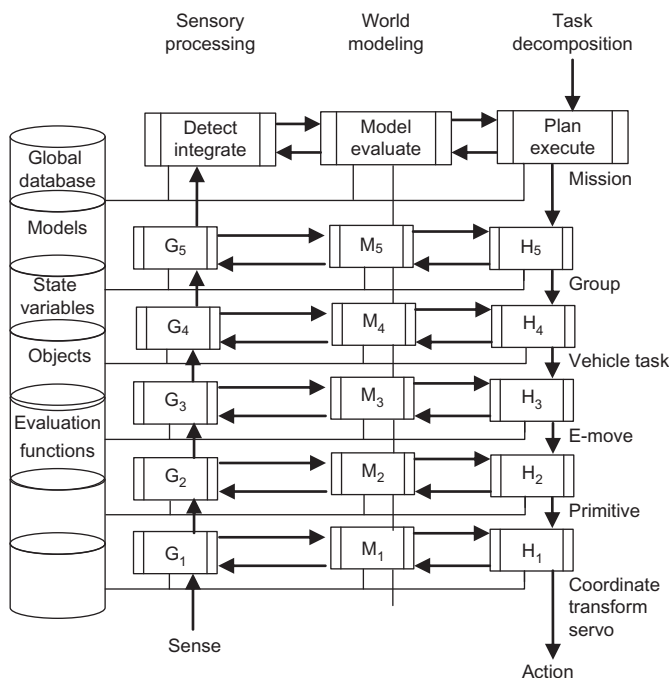 Sensory
processing
World
modeling
Task
decomposition
Global
database
Detect
integrate
Model
evaluate
Plan
execute
Mission
Models
G5
M5
H5
State
variables
Group
G4
M4
H4
Objects
Vehicle task
G3
M3
H3
Evaluation
functions
E-move
G2
M2
H2
Primitive
G1
M1
H1
Coordinate
transform
servo
Sense
Action